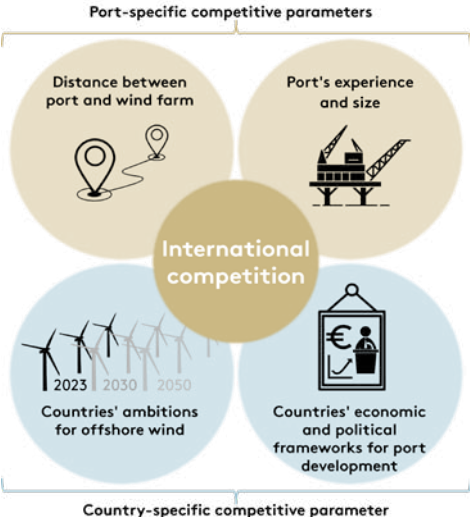 Port-specific competitive parameters
Distance between
port and wind farm
Port's experience
and size
International
competition
2023 2030 2050
Countries' ambitions
for offshore wind
€
Countries' economic
and political
frameworks for port
development
Country-specific competitive parameter